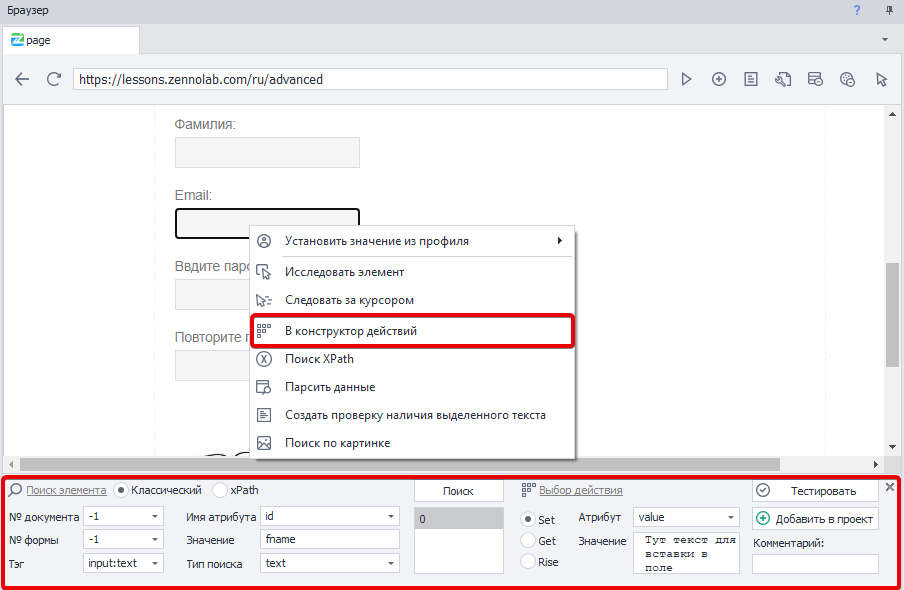 Браузер
page
https://lessons.zennolab.com/ru/advanced
Фамилия:
Email:
Введите паро
Повторите п
Установить значение из профиля
Исследовать элемент
Следовать за курсором
В конструктор действий
Поиск XPath
Парсить данные
Создать проверку наличия выделенного текста
Поиск по картинке
Поиск элемента Классический xPath Поиск Выбор действия Тестировать
№ документа -1 Имя атрибута id 0 Set Атрибут value Добавить в проект
№ формы -1 Значение fname Get Значение Тут текст для вставки в поле Комментарий:
Тэг input:text Тип поиска text Rise